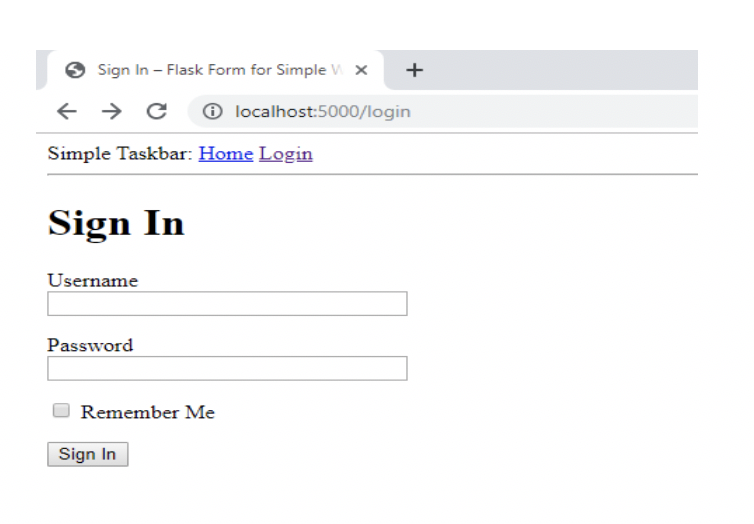 Sign In – Flask Form for Simple
localhost:5000/login
Simple Taskbar: Home Login
Sign In
Username
Password
Remember Me
Sign In